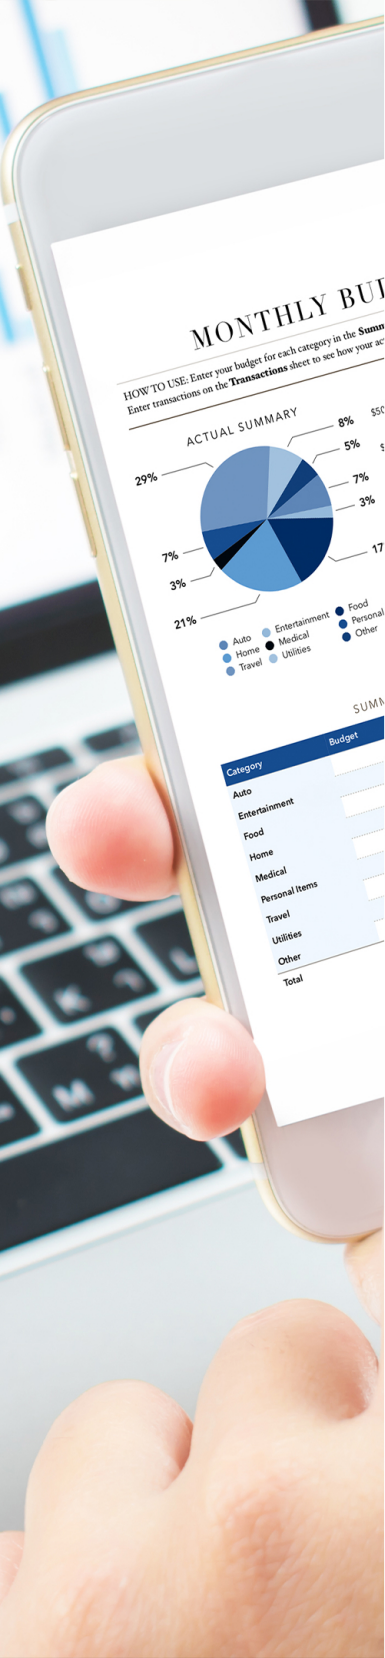 MONTHLY BUD
HOW TO USE: Enter your budget for each category in the Summ
Enter transactions on the Transactions sheet to see how your ac
ACTUAL SUMMARY
8% $50
29% 5% $
7%
3%
7%
3% 17
21%
Auto Entertainment Food
Home Medical Personal
Travel Utilities Other
SUMM
Category Budget
Auto
Entertainment
Food
Home
Medical
Personal Items
Travel
Utilities
Other
Total